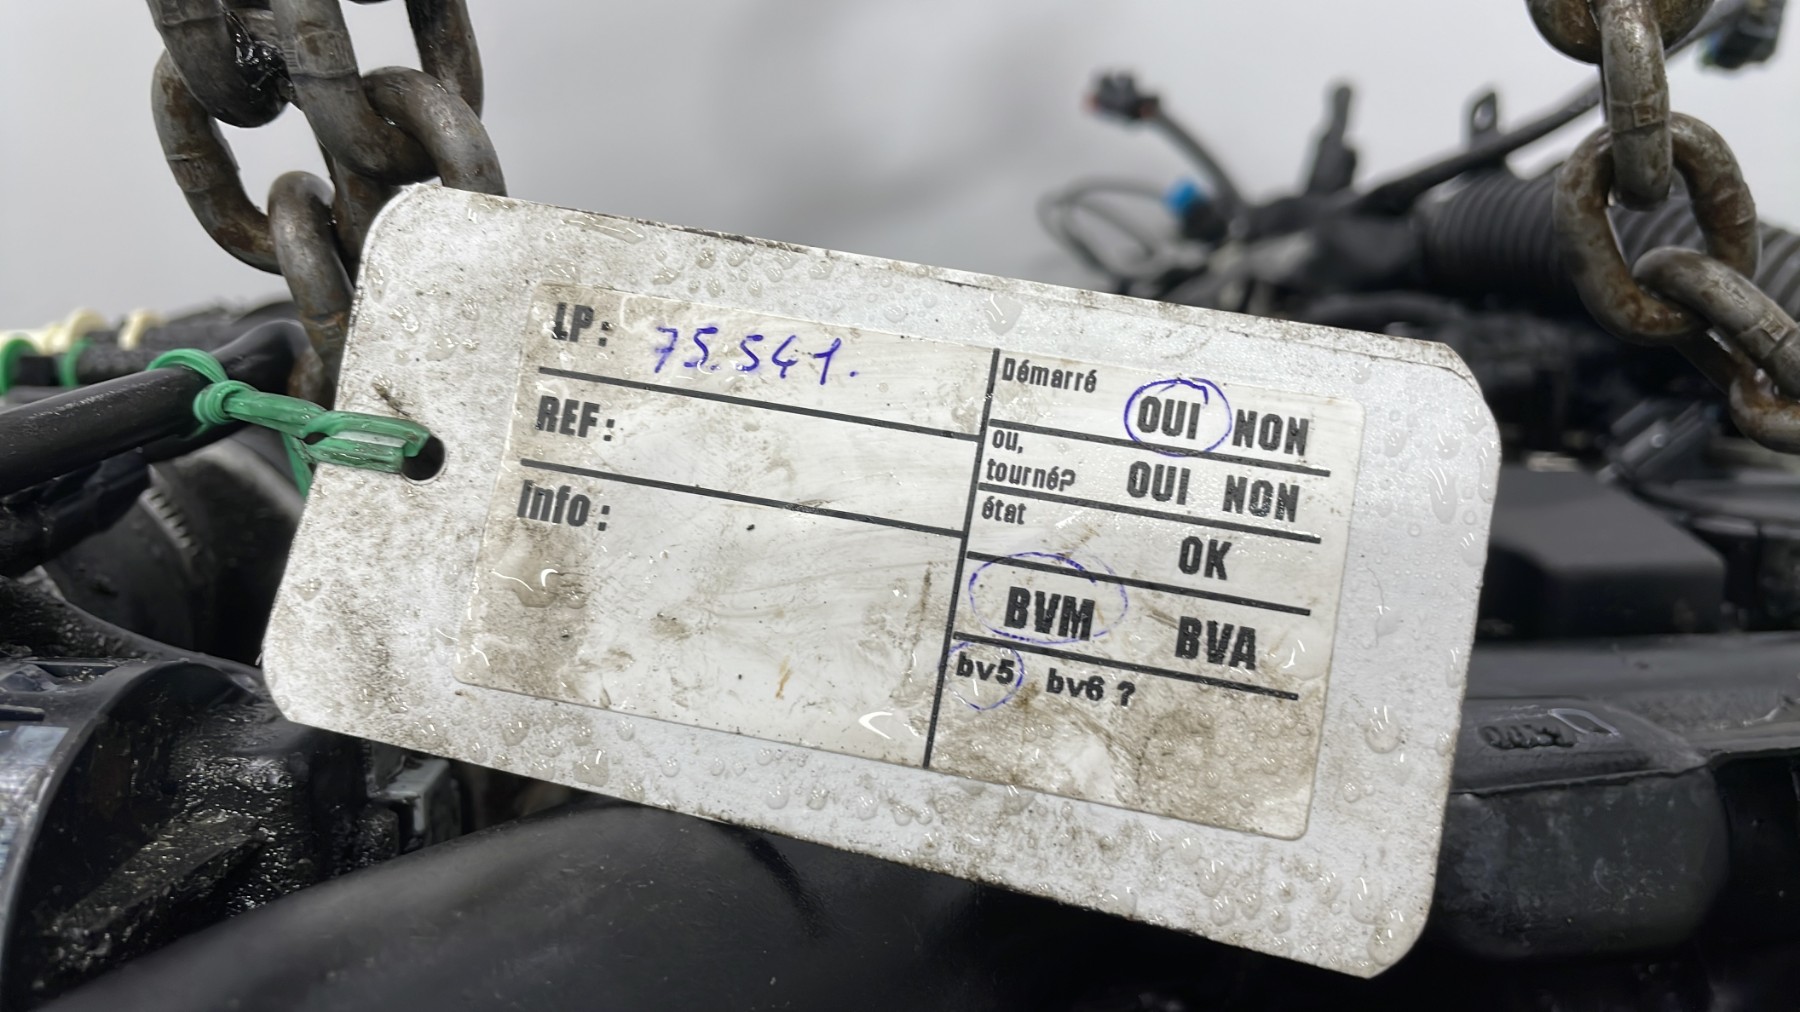 LP: 75.541.
REF:
Info:
Démarré OUI NON
ou,
tourné? OUI NON
état
OK
BVM BVA
bv5 bv6 ?